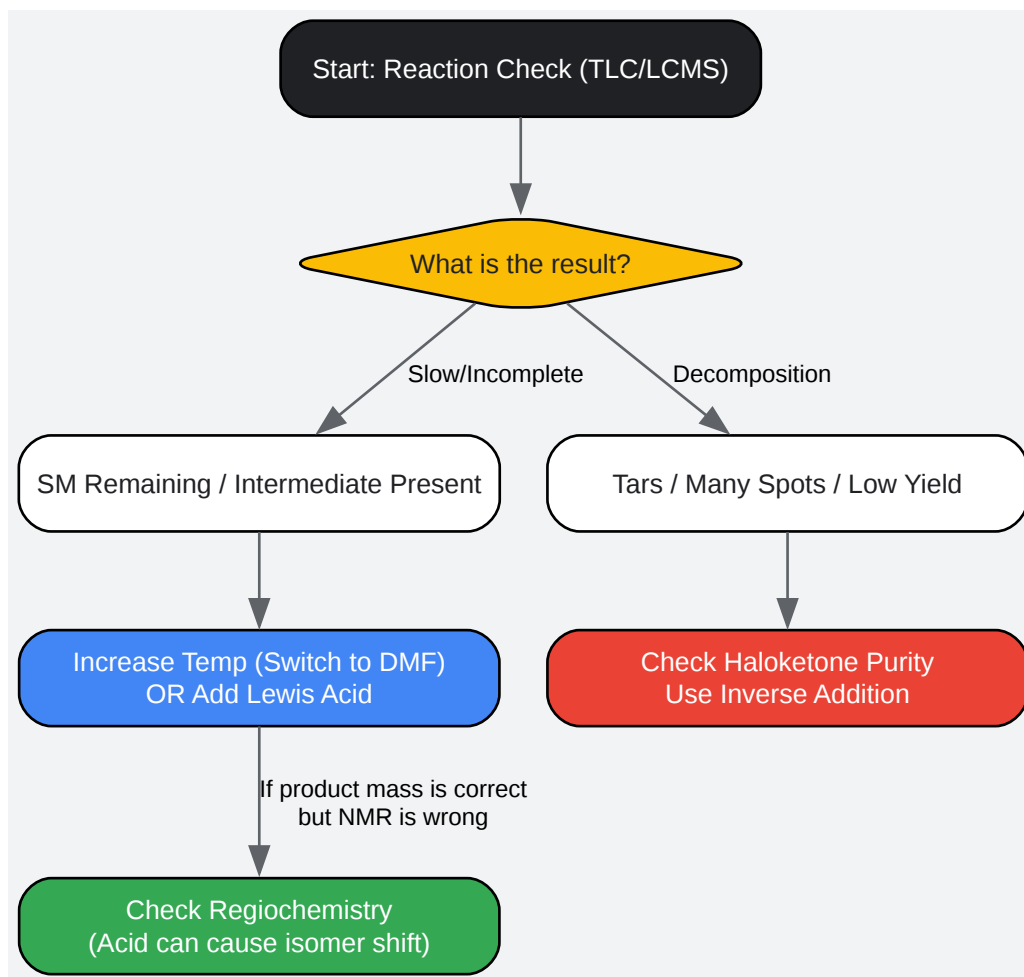 Start: Reaction Check (TLC/LCMS)
What is the result?
Slow/Incomplete
Decomposition
SM Remaining / Intermediate Present
Tars / Many Spots / Low Yield
Increase Temp (Switch to DMF)
OR Add Lewis Acid
Check Haloketone Purity
Use Inverse Addition
If product mass is correct
but NMR is wrong
Check Regiochemistry
(Acid can cause isomer shift)